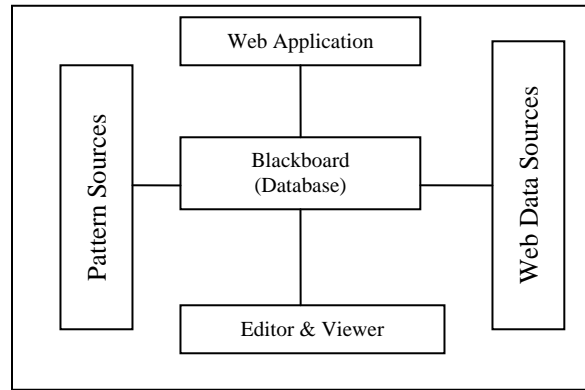 Web Application
Pattern Sources
Blackboard
(Database)
Web Data Sources
Editor & Viewer